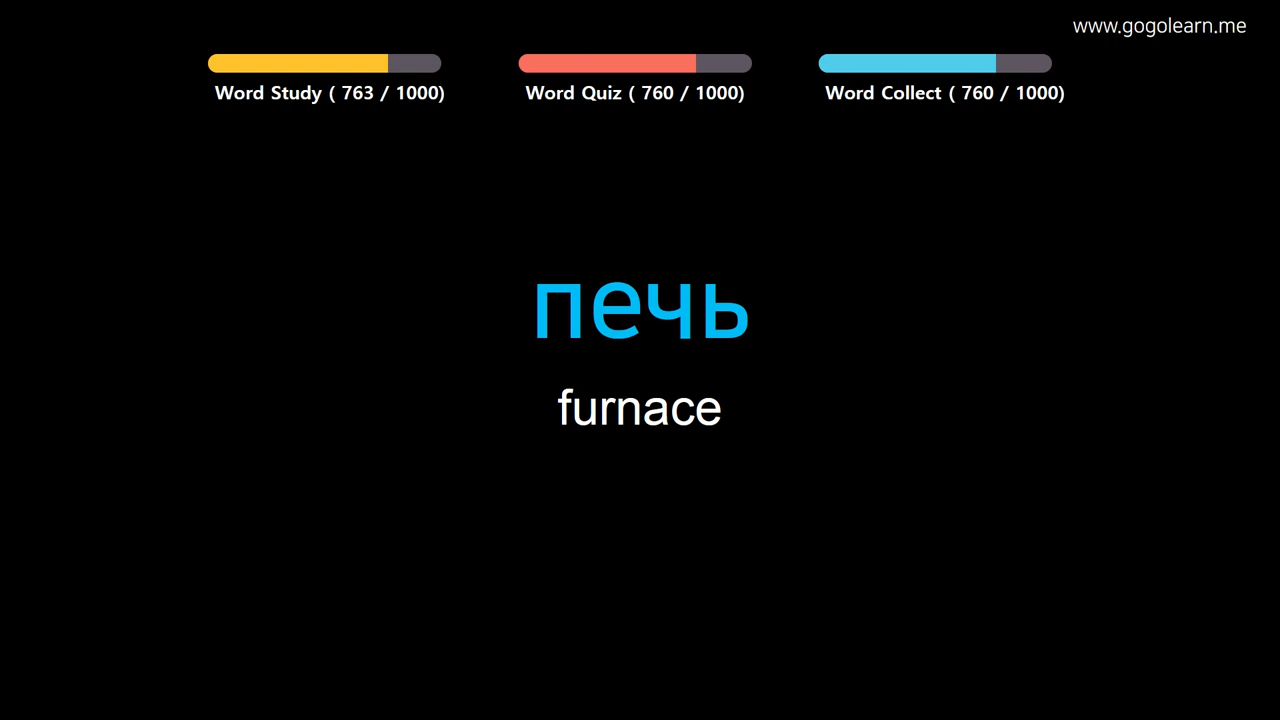 www.gogolearn.me
Word Study ( 763 / 1000)
Word Quiz ( 760 / 1000)
Word Collect ( 760 / 1000)
печь
furnace